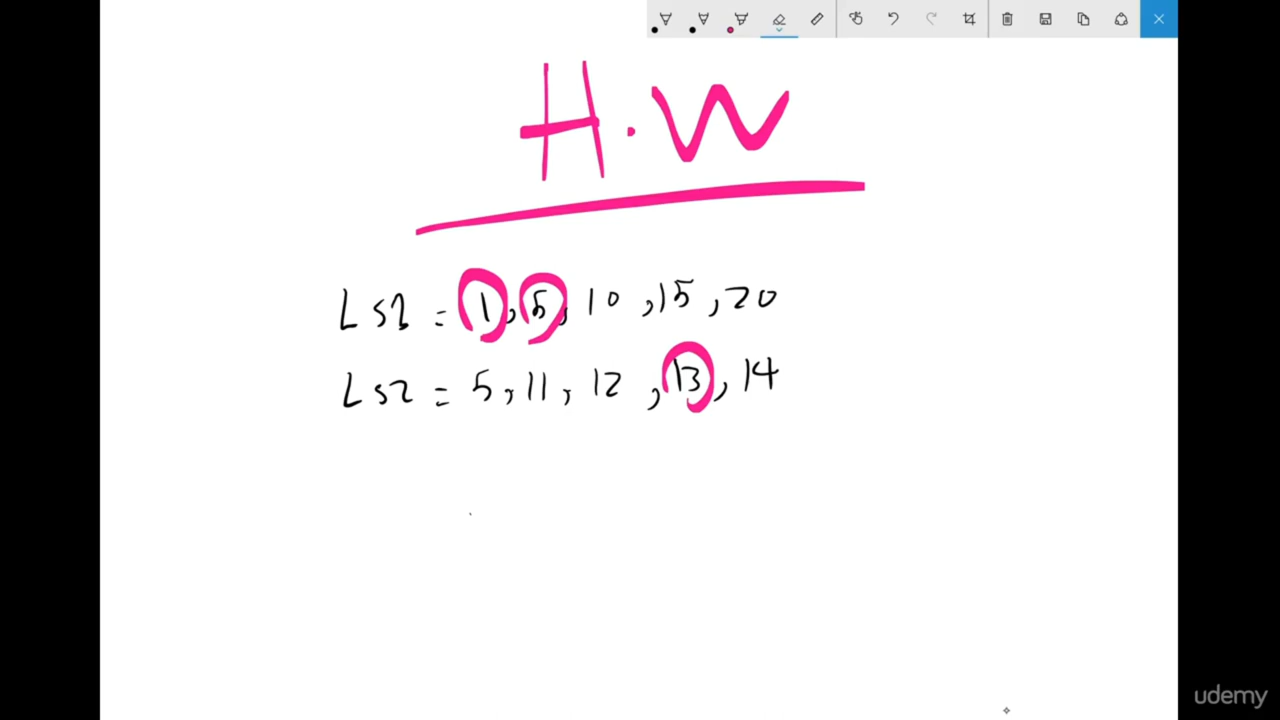 H.W
Ls1 = 1, 5, 10, 15, 20
Ls2 = 5, 11, 12, 13, 14
udemy